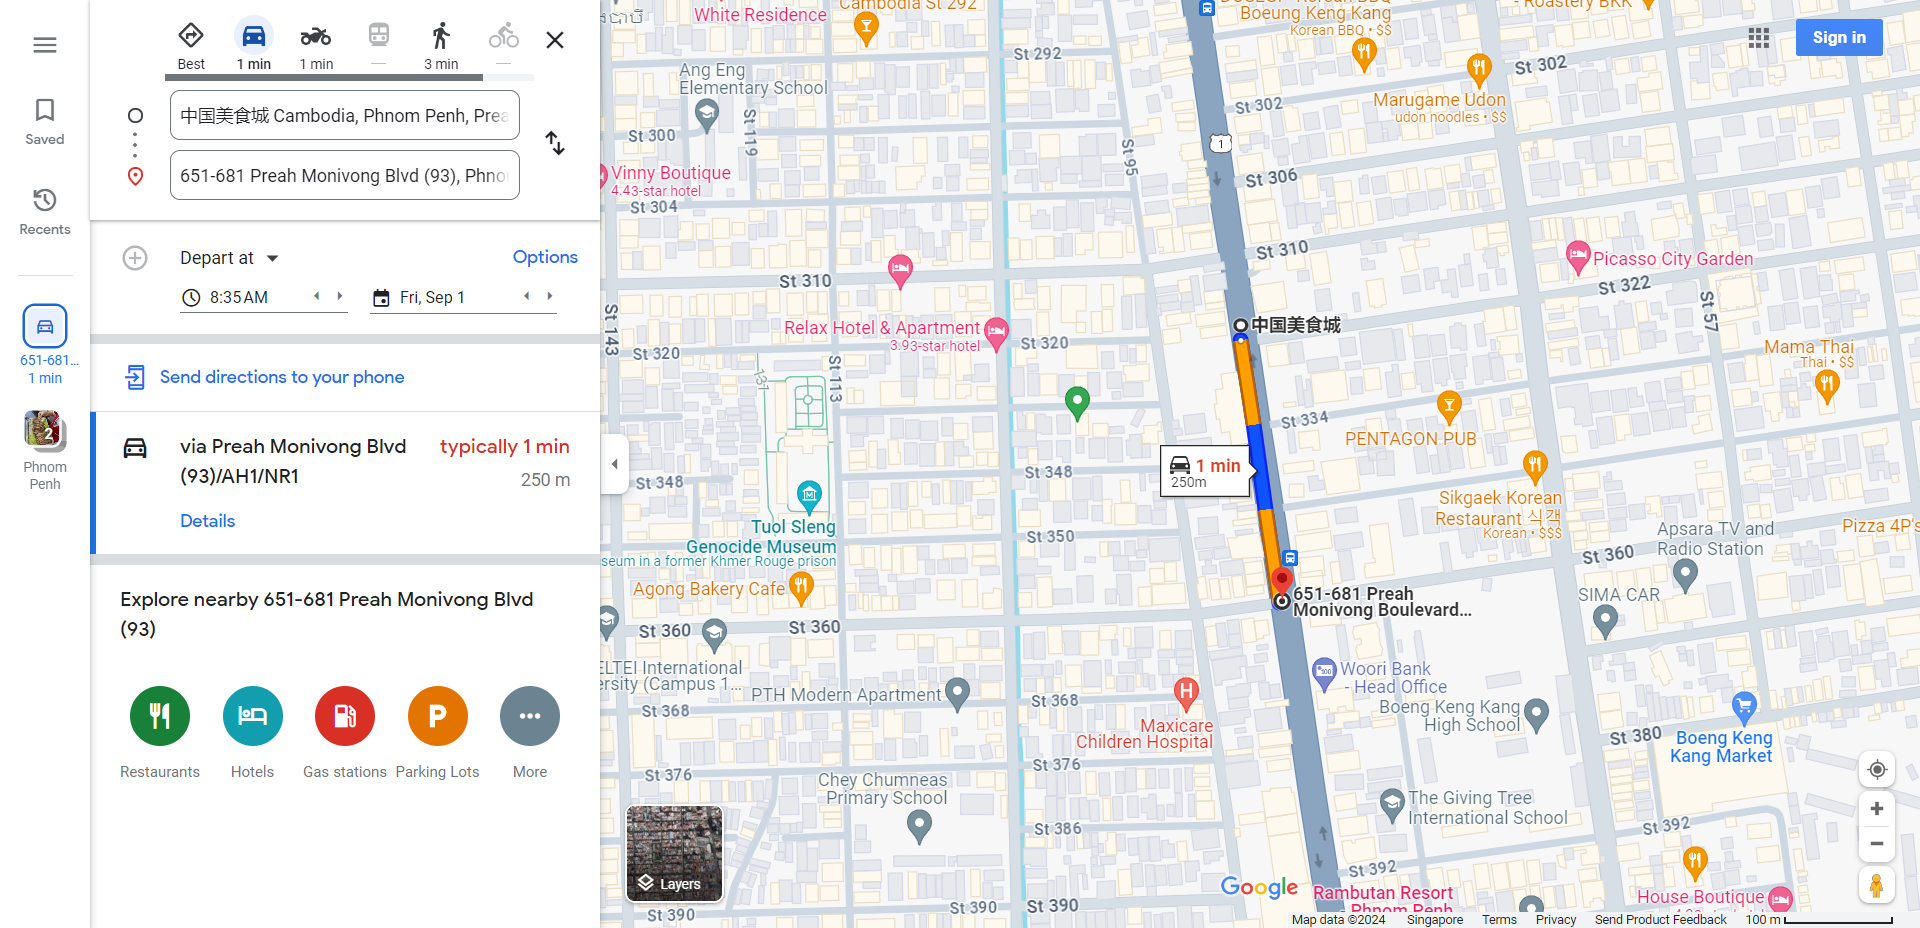 Best
1 min
1 min
3 min
中国美食城 Cambodia, Phnom Penh, Prea
651-681 Preah Monivong Blvd (93), Phno
Saved
Recents
651-681...
1 min
2
Phnom
Penh
Depart at
Options
8:35 AM
Fri, Sep 1
Send directions to your phone
via Preah Monivong Blvd
(93)/AH1/NR1
typically 1 min
250 m
Details
Explore nearby 651-681 Preah Monivong Blvd
(93)
Restaurants
Hotels
Gas stations
Parking Lots
More
P
White Residence
Cambodia St 292
Boeung Keng Kang
Korean BBQ • $$
- Roastery BKK
Sign in
St 292
St 302
Ang Eng
Elementary School
Marugame Udon
udon noodles • $$
St 302
St 300
St 119
St 95
1
Vinny Boutique
4.43-star hotel
St 304
St 306
St 310
St 310
Picasso City Garden
St 322
St 57
St 143
Relax Hotel & Apartment
3.93-star hotel
St 320
St 320
中国美食城
Mama Thai
Thai • $$
131
St 113
St 334
PENTAGON PUB
1 min
250m
St 348
St 348
Sikgaek Korean
Restaurant 식객
Korean • $$$
Tuol Sleng
Genocide Museum
seum in a former Khmer Rouge prison
St 350
Apsara TV and
Radio Station
Pizza 4P's
St 360
Agong Bakery Cafe
651-681 Preah
Monivong Boulevard...
SIMA CAR
St 360
St 360
ELTEI International
ersity (Campus 1...
PTH Modern Apartment
St 368
St 368
H
Maxicare
Children Hospital
Woori Bank
- Head Office
Boeng Keng Kang
High School
St 380
Boeng Keng
Kang Market
St 376
St 376
Chey Chumneas
Primary School
The Giving Tree
International School
St 386
St 392
St 392
Layers
Google
Rambutan Resort
- Phnom Penh
House Boutique
St 390
St 390
St 390
Map data ©2024
Singapore
Terms
Privacy
Send Product Feedback
100 m